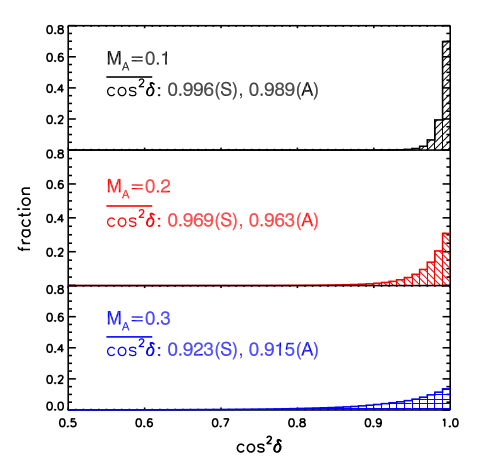 0.8
M_A=0.1
0.6
cos²δ: 0.996(S), 0.989(A)
0.4
0.2
0.8
M_A=0.2
0.6
cos²δ: 0.969(S), 0.963(A)
0.4
0.2
fraction
0.8
M_A=0.3
0.6
cos²δ: 0.923(S), 0.915(A)
0.4
0.2
0.0
0.5 0.6 0.7 0.8 0.9 1.0
cos²δ